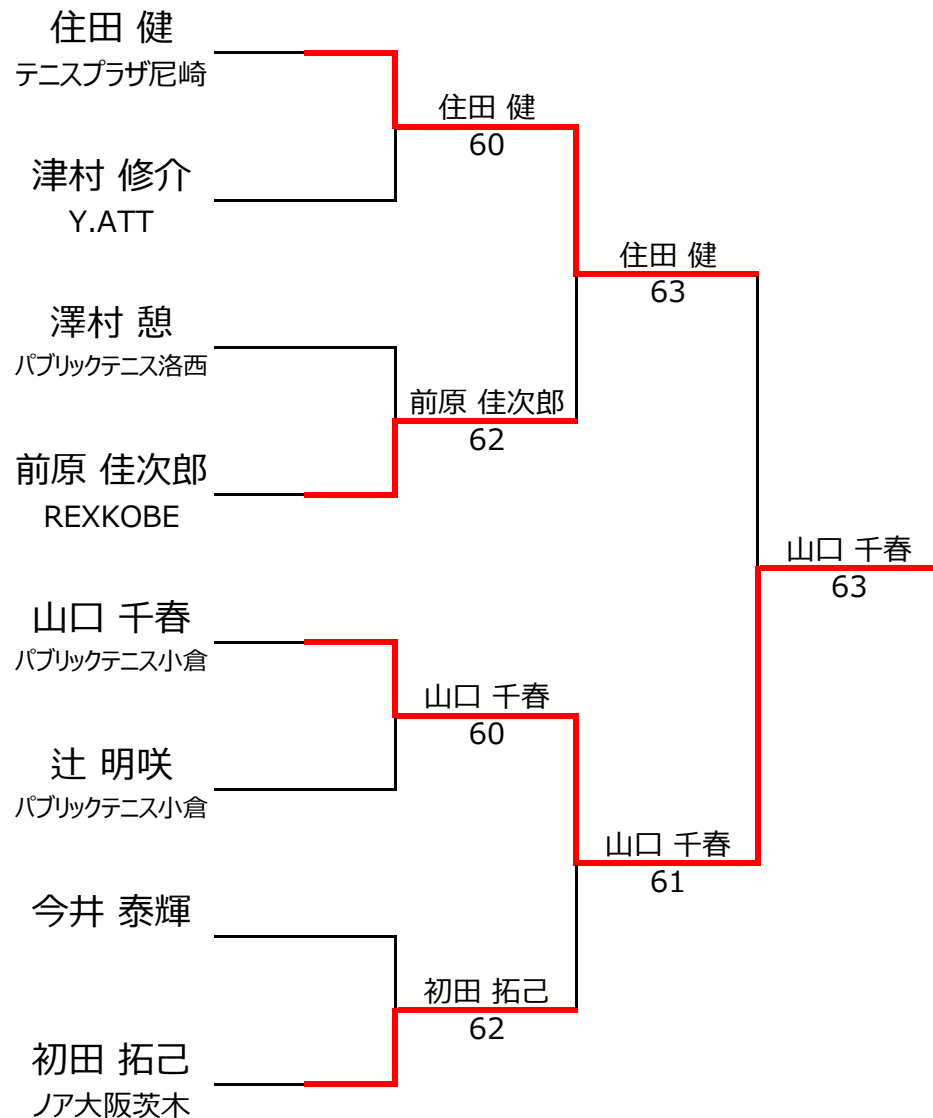 住田 健
テニスプラザ尼崎
住田 健
60
津村 修介
Y.ATT
住田 健
63
澤村 憩
パブリックテニス洛西
前原 佳次郎
62
前原 佳次郎
REXKOBE
山口 千春
63
山口 千春
パブリックテニス小倉
山口 千春
60
辻 明咲
パブリックテニス小倉
山口 千春
61
今井 泰輝
初田 拓己
62
初田 拓己
ノア大阪茨木